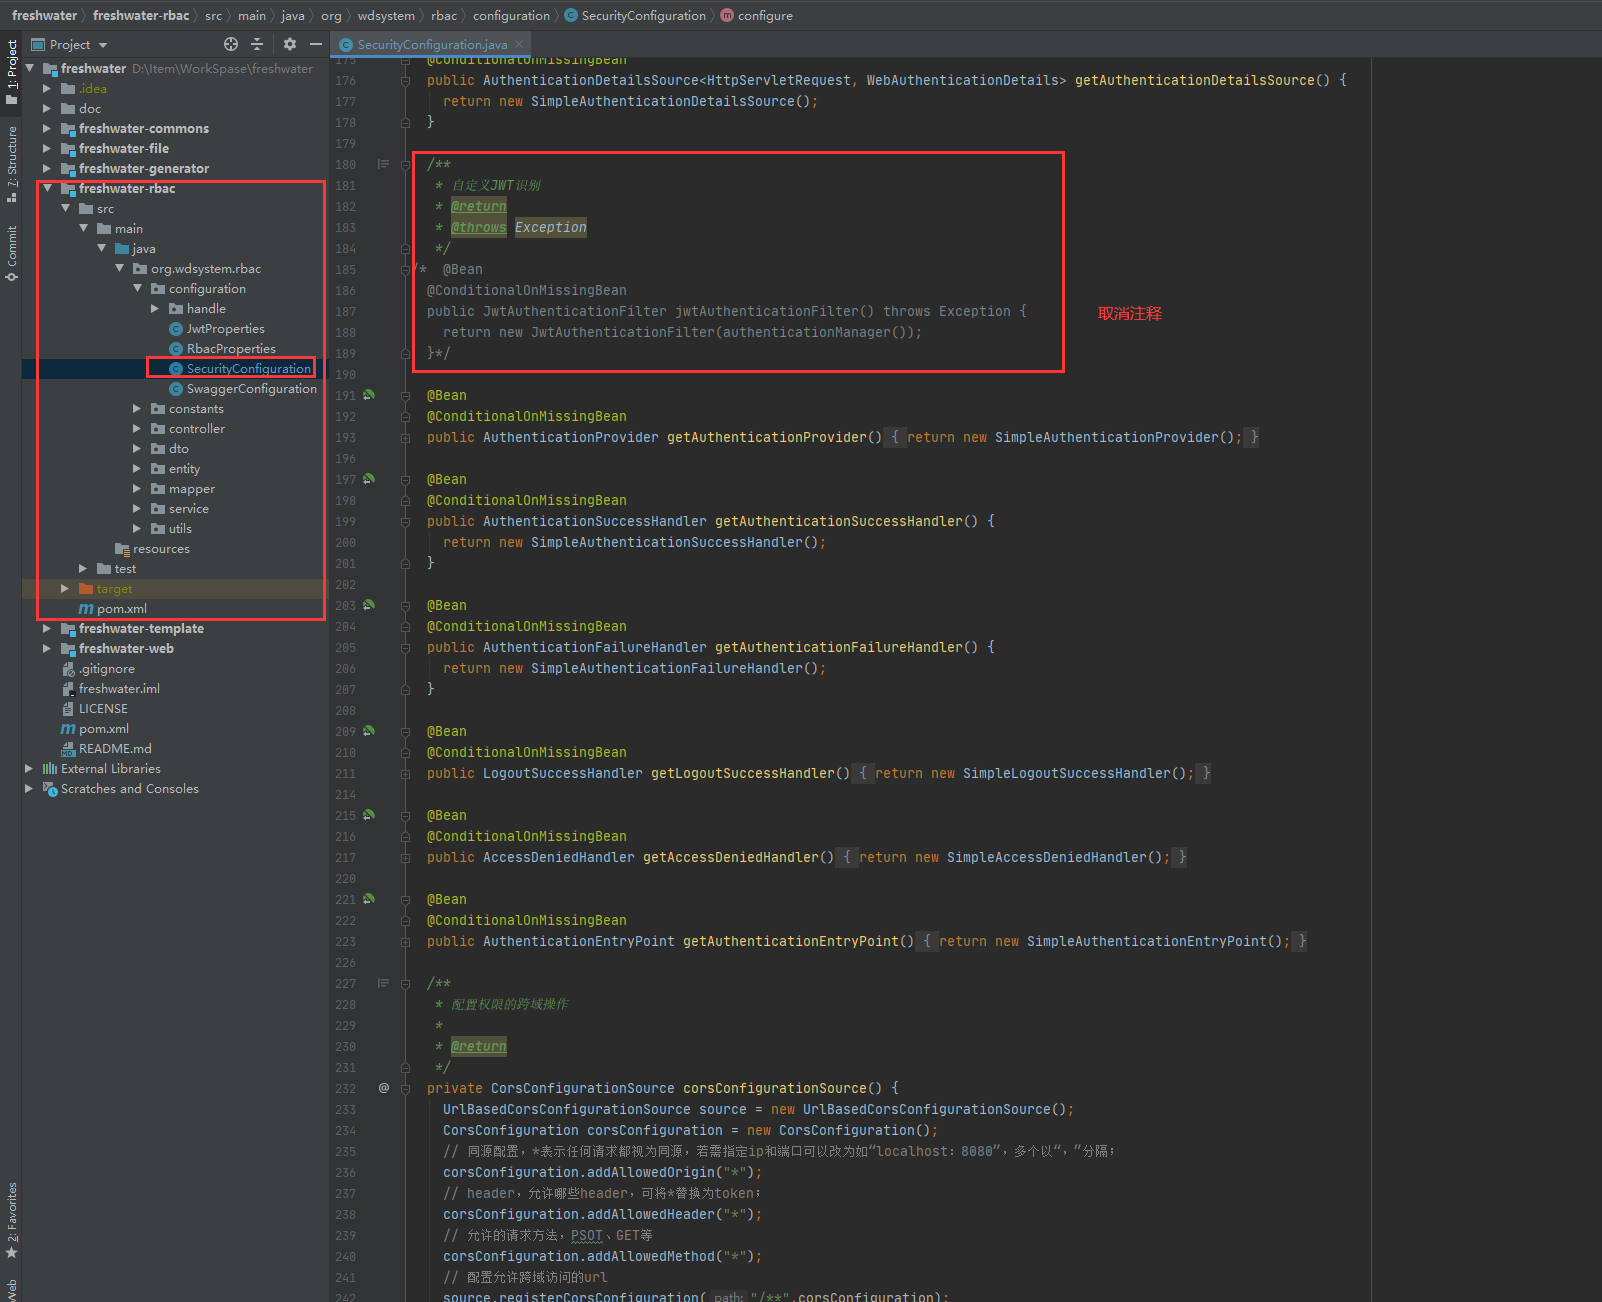 freshwater freshwater-rbac src main java org wdsystem rbac configuration SecurityConfiguration configure
Project
SecurityConfiguration.java
1: Project
7: Structure
Commit
2: Favorites
Web
freshwater D:\Item\WorkSpase\freshwater
.idea
doc
freshwater-commons
freshwater-file
freshwater-generator
freshwater-rbac
src
main
java
org.wdsystem.rbac
configuration
handle
JwtProperties
RbacProperties
SecurityConfiguration
SwaggerConfiguration
constants
controller
dto
entity
mapper
service
utils
resources
test
target
pom.xml
freshwater-template
freshwater-web
.gitignore
freshwater.iml
LICENSE
pom.xml
README.md
External Libraries
Scratches and Consoles
175 @ConditionalOnMissingBean
176 public AuthenticationDetailsSource<HttpServletRequest, WebAuthenticationDetails> getAuthenticationDetailsSource() {
177 return new SimpleAuthenticationDetailsSource();
178 }
179
180 /**
181 * 自定义JWT识别
182 * @return
183 * @throws Exception
184 */
185 /* @Bean
186 @ConditionalOnMissingBean
187 public JwtAuthenticationFilter jwtAuthenticationFilter() throws Exception {
188 return new JwtAuthenticationFilter(authenticationManager());
189 }*/
取消注释
190
191 @Bean
192 @ConditionalOnMissingBean
193 public AuthenticationProvider getAuthenticationProvider() { return new SimpleAuthenticationProvider(); }
196
197 @Bean
198 @ConditionalOnMissingBean
199 public AuthenticationSuccessHandler getAuthenticationSuccessHandler() {
200 return new SimpleAuthenticationSuccessHandler();
201 }
202
203 @Bean
204 @ConditionalOnMissingBean
205 public AuthenticationFailureHandler getAuthenticationFailureHandler() {
206 return new SimpleAuthenticationFailureHandler();
207 }
208
209 @Bean
210 @ConditionalOnMissingBean
211 public LogoutSuccessHandler getLogoutSuccessHandler() { return new SimpleLogoutSuccessHandler(); }
214
215 @Bean
216 @ConditionalOnMissingBean
217 public AccessDeniedHandler getAccessDeniedHandler() { return new SimpleAccessDeniedHandler(); }
220
221 @Bean
222 @ConditionalOnMissingBean
223 public AuthenticationEntryPoint getAuthenticationEntryPoint() { return new SimpleAuthenticationEntryPoint(); }
226
227 /**
228 * 配置权限的跨域操作
229 *
230 * @return
231 */
232 @ private CorsConfigurationSource corsConfigurationSource() {
233 UrlBasedCorsConfigurationSource source = new UrlBasedCorsConfigurationSource();
234 CorsConfiguration corsConfiguration = new CorsConfiguration();
235 // 同源配置，*表示任何请求都视为同源，若需指定ip和端口可以改为如“localhost：8080”，多个以“，”分隔；
236 corsConfiguration.addAllowedOrigin("*");
237 // header，允许哪些header，可将*替换为token；
238 corsConfiguration.addAllowedHeader("*");
239 // 允许的请求方法，PSOT、GET等
240 corsConfiguration.addAllowedMethod("*");
241 // 配置允许跨域访问的url
242 source.registerCorsConfiguration( path: "/**",corsConfiguration);